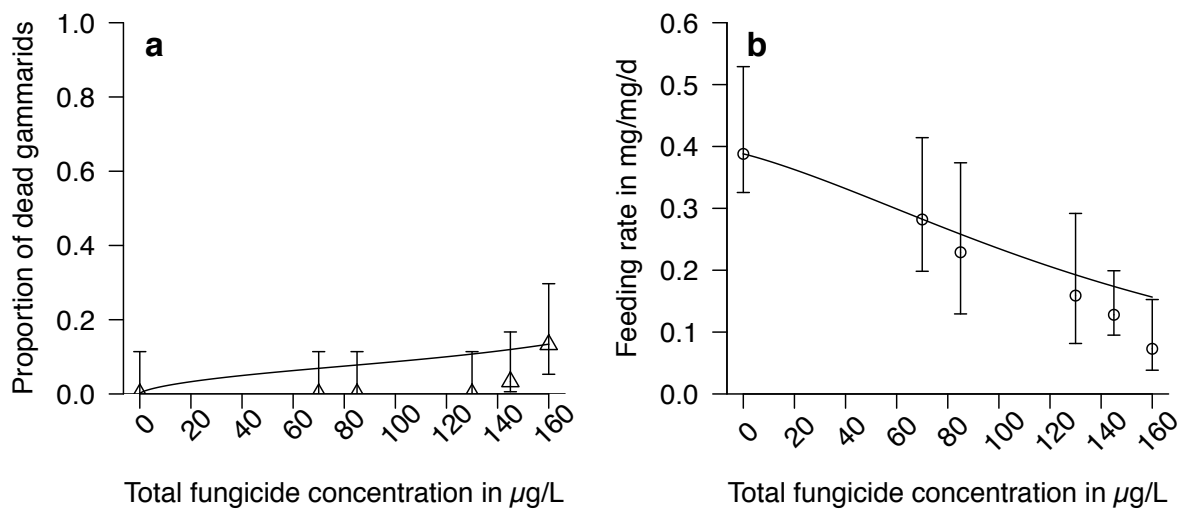 a
Proportion of dead gammarids
1.0
0.8
0.6
0.4
0.2
0.0
0 20 40 60 80 100 120 140 160
Total fungicide concentration in µg/L
b
Feeding rate in mg/mg/d
0.6
0.5
0.4
0.3
0.2
0.1
0.0
0 20 40 60 80 100 120 140 160
Total fungicide concentration in µg/L